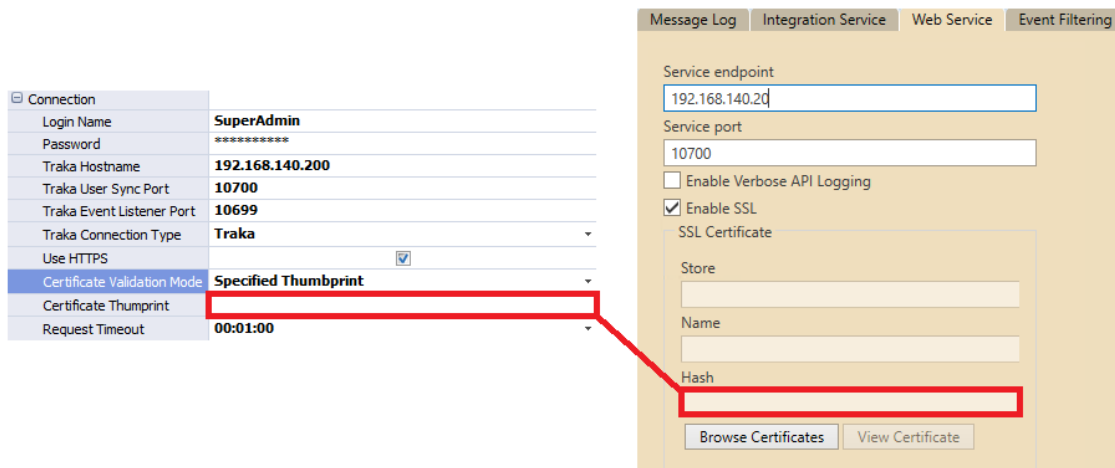 Connection
Login Name SuperAdmin
Password **********
Traka Hostname 192.168.140.200
Traka User Sync Port 10700
Traka Event Listener Port 10699
Traka Connection Type Traka
Use HTTPS
Certificate Validation Mode Specified Thumbprint
Certificate Thumprint
Request Timeout 00:01:00
Message Log Integration Service Web Service Event Filtering
Service endpoint
192.168.140.20
Service port
10700
Enable Verbose API Logging
Enable SSL
SSL Certificate
Store
Name
Hash
Browse Certificates View Certificate